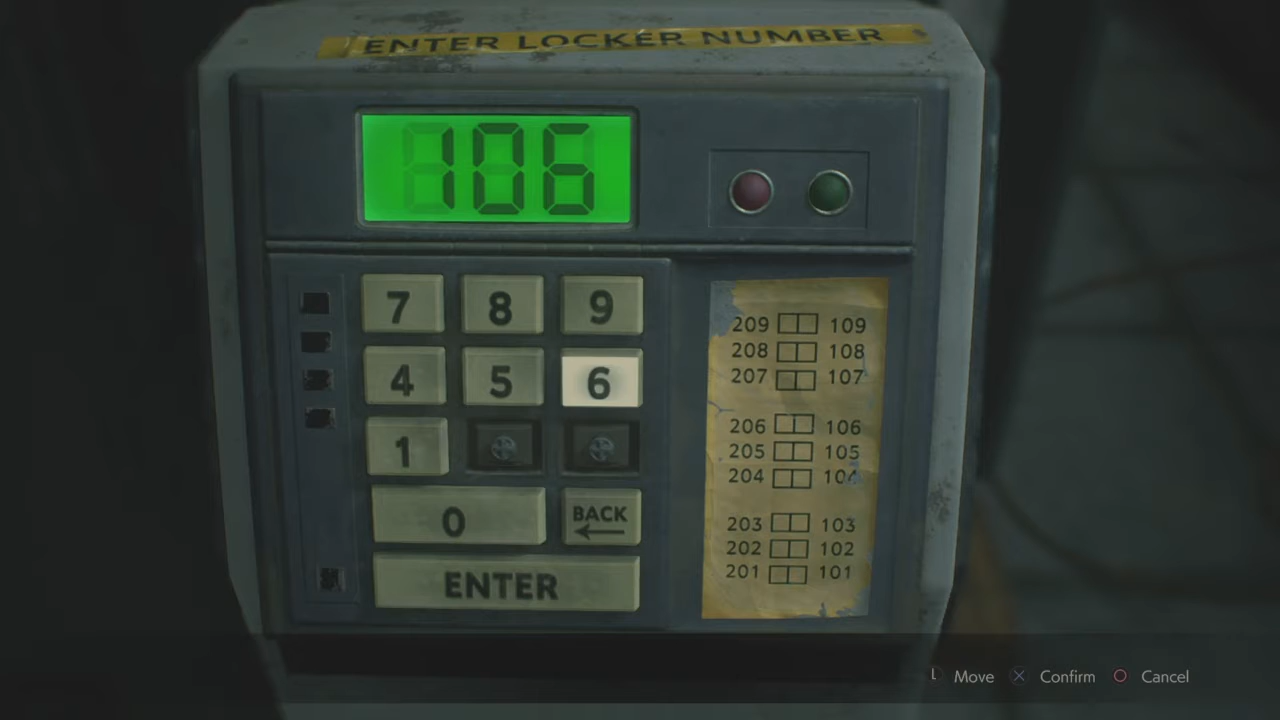 ENTER LOCKER NUMBER
106
7 8 9
4 5 6
1
0 BACK
ENTER
209 109
208 108
207 107
206 106
205 105
204 104
203 103
202 102
201 101
L Move Confirm Cancel